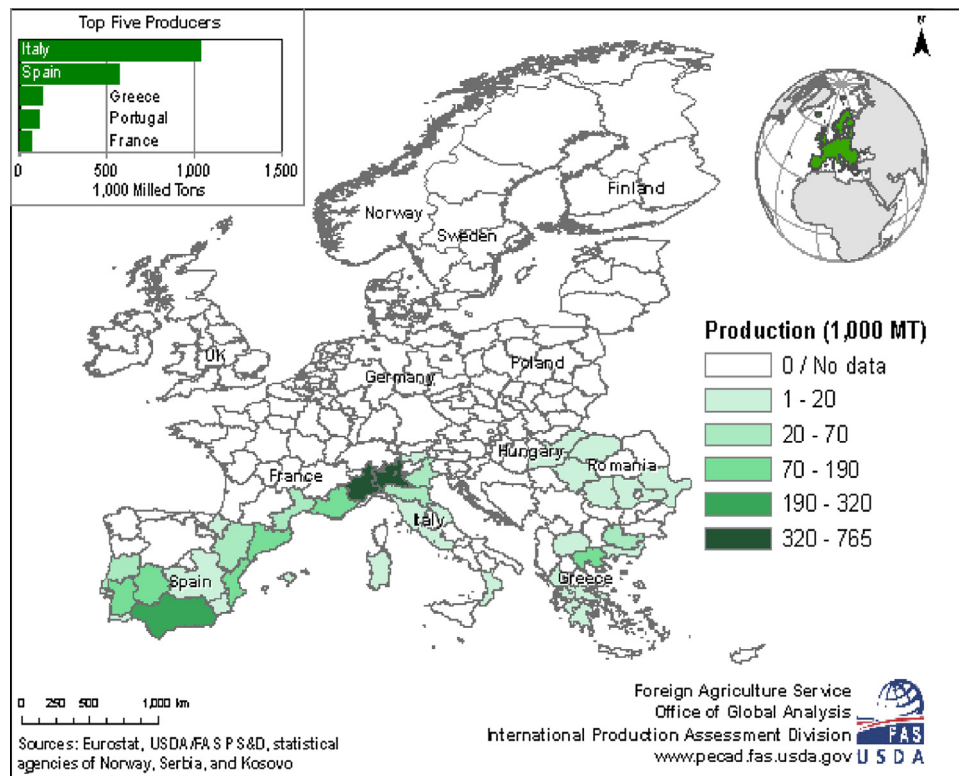 Top Five Producers
Italy
Spain
Greece
Portugal
France
0 500 1,000 1,500
1,000 Milled Tons
N
Finland
Norway
Sweden
UK
Poland
Germany
Hungary
Romania
France
Italy
Spain
Greece
Production (1,000 MT)
0 / No data
1 - 20
20 - 70
70 - 190
190 - 320
320 - 765
0 250 500 1,000 km
Sources: Eurostat, USDA/FAS PS&D, statistical
agencies of Norway, Serbia, and Kosovo
Foreign Agriculture Service
Office of Global Analysis
International Production Assessment Division
www.pecad.fas.usda.gov
FAS
USDA